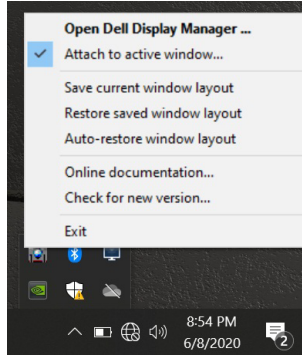 Open Dell Display Manager ...
Attach to active window...
Save current window layout
Restore saved window layout
Auto-restore window layout
Online documentation...
Check for new version...
Exit
8:54 PM
6/8/2020
2